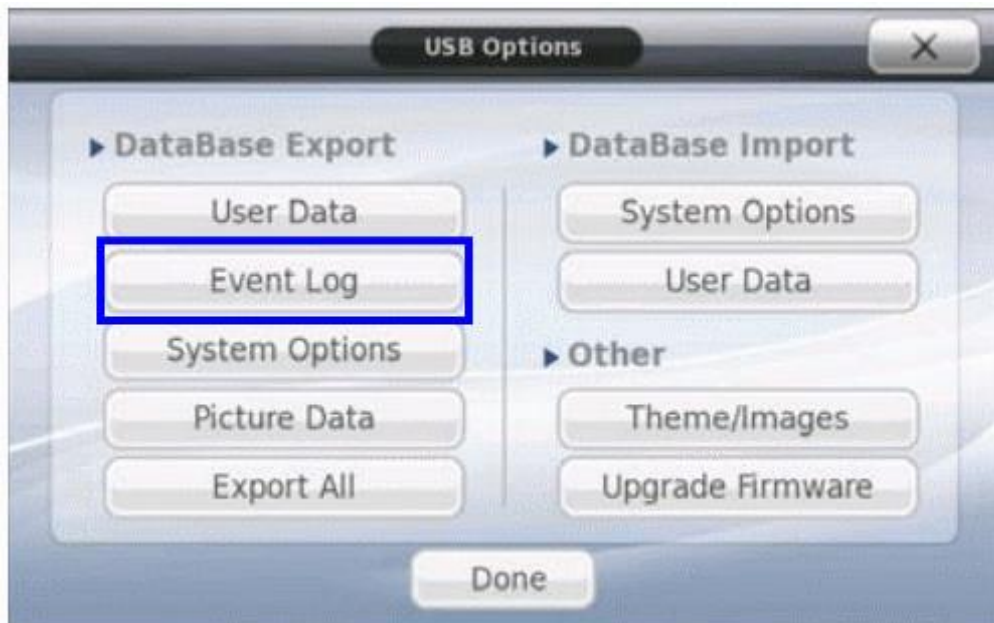 USB Options
X
DataBase Export
User Data
Event Log
System Options
Picture Data
Export All
DataBase Import
System Options
User Data
Other
Theme/Images
Upgrade Firmware
Done